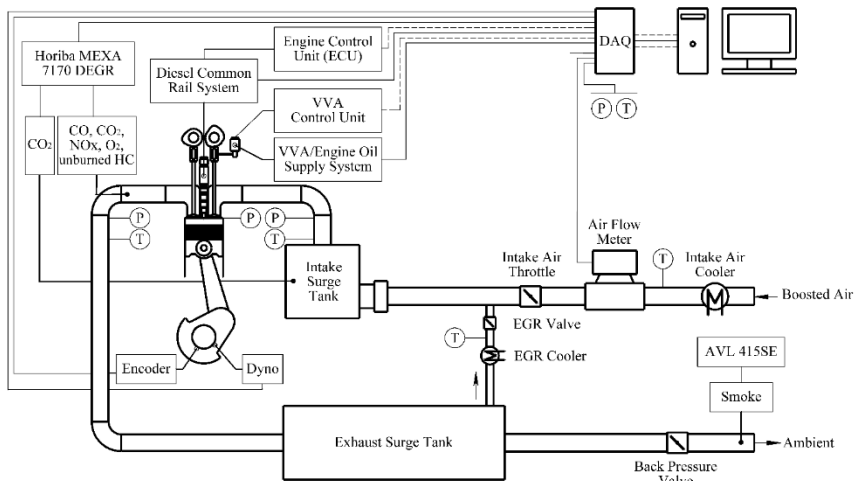 Horiba MEXA
7170 DEGR
Engine Control
Unit (ECU)
DAQ
Diesel Common
Rail System
VVA
Control Unit
P
T
CO₂
CO, CO₂,
NOx, O₂,
unburned HC
VVA/Engine Oil
Supply System
P
T
P
P
T
Air Flow
Meter
Intake Air
Throttle
T
Intake Air
Cooler
Intake
Surge
Tank
Boosted Air
EGR Valve
T
EGR Cooler
AVL 415SE
Encoder
Dyno
Smoke
Exhaust Surge Tank
Ambient
Back Pressure
Valve